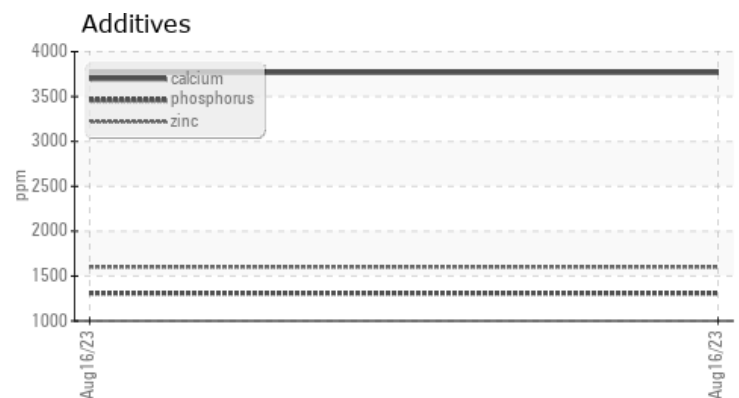 Additives
4000
3500
3000
2500
2000
1500
1000
ppm
calcium
phosphorus
zinc
Aug16/23
Aug16/23